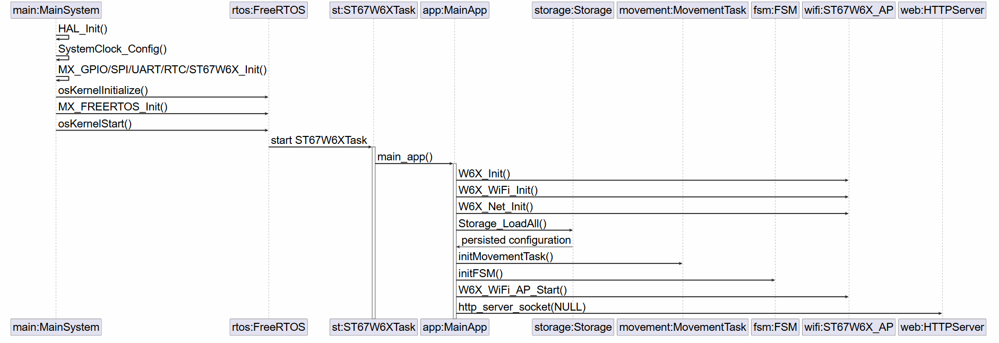 main:MainSystem rtos:FreeRTOS st:ST67W6XTask app:MainApp storage:Storage movement:MovementTask fsm:FSM wifi:ST67W6X_AP web:HTTPServer
HAL_Init()
SystemClock_Config()
MX_GPIO/SPI/UART/RTC/ST67W6X_Init()
osKernelInitialize()
MX_FREERTOS_Init()
osKernelStart()
start ST67W6XTask
main_app()
W6X_Init()
W6X_WiFi_Init()
W6X_Net_Init()
Storage_LoadAll()
persisted configuration
initMovementTask()
initFSM()
W6X_WiFi_AP_Start()
http_server_socket(NULL)
main:MainSystem rtos:FreeRTOS st:ST67W6XTask app:MainApp storage:Storage movement:MovementTask fsm:FSM wifi:ST67W6X_AP web:HTTPServer